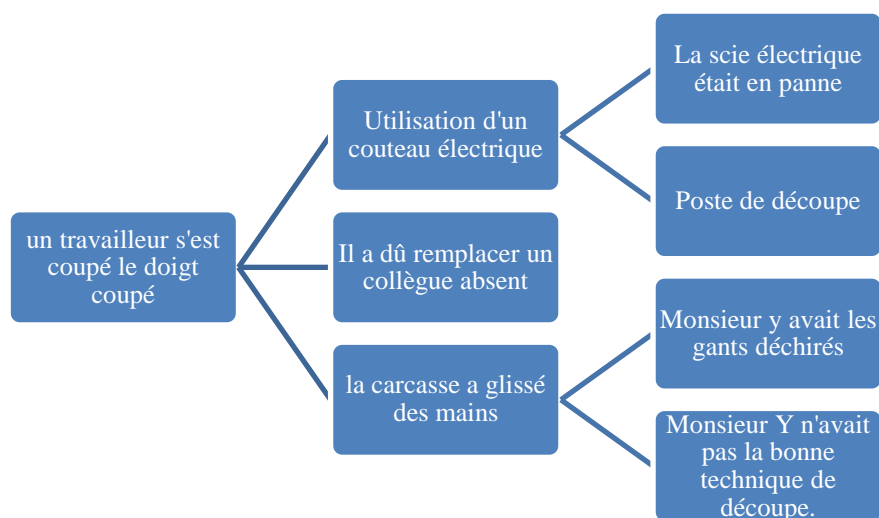 un travailleur s'est
coupé le doigt
coupé
Utilisation d'un
couteau électrique
Il a dû remplacer un
collègue absent
la carcasse a glissé
des mains
La scie électrique
était en panne
Poste de découpe
Monsieur y avait les
gants déchirés
Monsieur Y n'avait
pas la bonne
technique de
découpe.